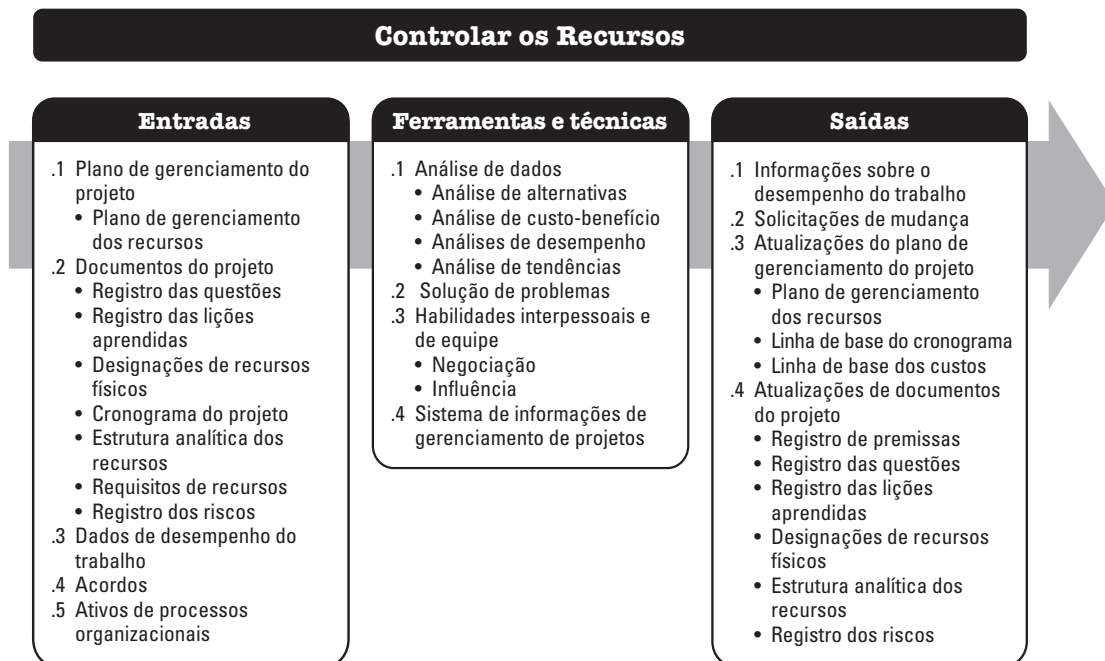 Controlar os Recursos
Entradas
.1 Plano de gerenciamento do
projeto
• Plano de gerenciamento
dos recursos
.2 Documentos do projeto
• Registro das questões
• Registro das lições
aprendidas
• Designações de recursos
físicos
• Cronograma do projeto
• Estrutura analítica dos
recursos
• Requisitos de recursos
• Registro dos riscos
.3 Dados de desempenho do
trabalho
.4 Acordos
.5 Ativos de processos
organizacionais
Ferramentas e técnicas
.1 Análise de dados
• Análise de alternativas
• Análise de custo-benefício
• Análises de desempenho
• Análise de tendências
.2 Solução de problemas
.3 Habilidades interpessoais e
de equipe
• Negociação
• Influência
.4 Sistema de informações de
gerenciamento de projetos
Saídas
.1 Informações sobre o
desempenho do trabalho
.2 Solicitações de mudança
.3 Atualizações do plano de
gerenciamento do projeto
• Plano de gerenciamento
dos recursos
• Linha de base do cronograma
• Linha de base dos custos
.4 Atualizações de documentos
do projeto
• Registro de premissas
• Registro das questões
• Registro das lições
aprendidas
• Designações de recursos
físicos
• Estrutura analítica dos
recursos
• Registro dos riscos